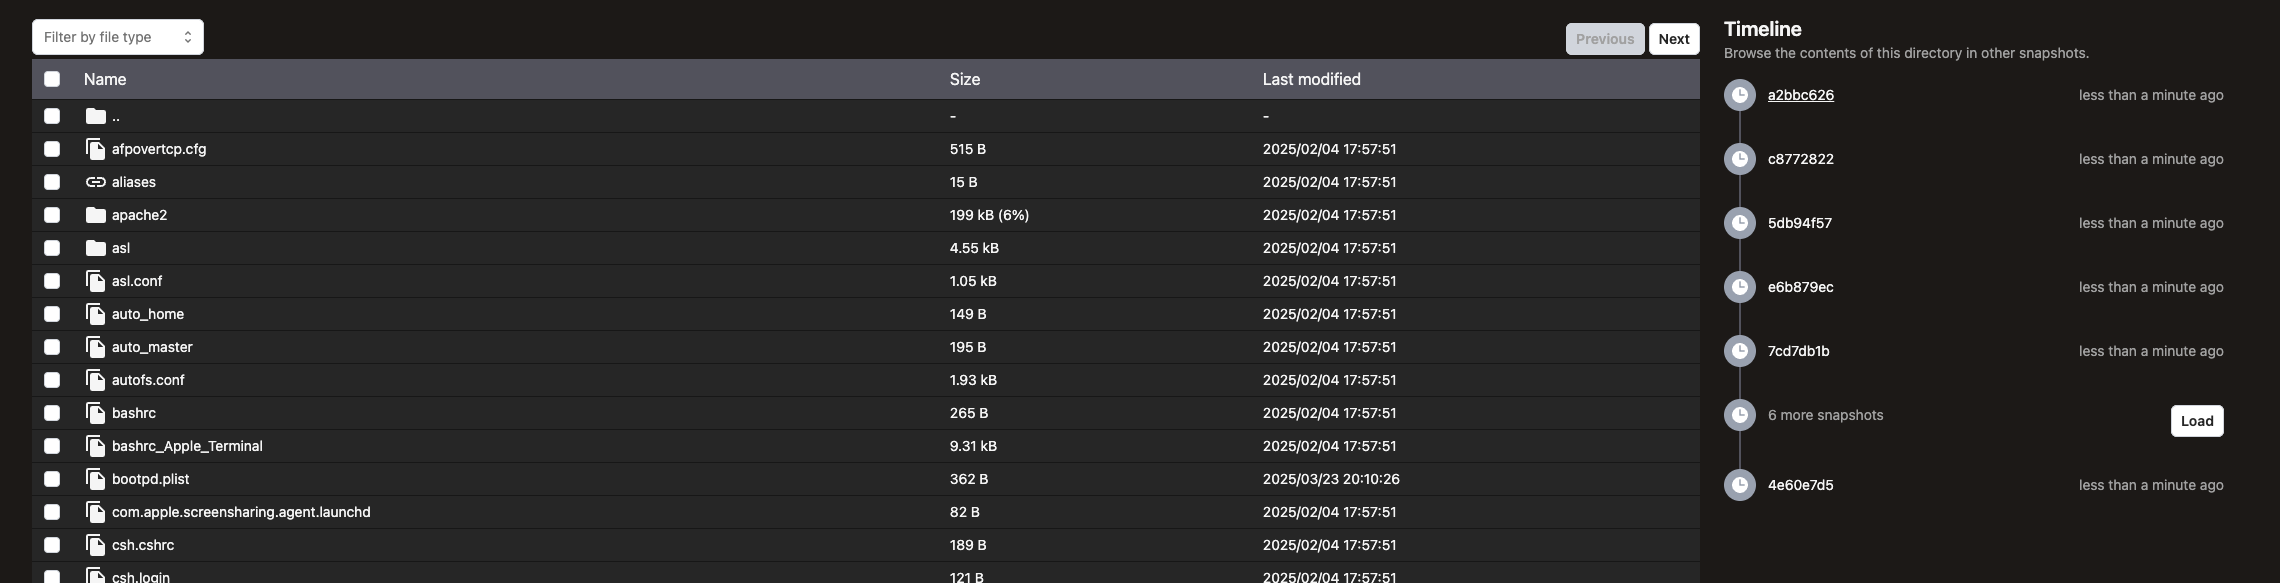 Filter by file type
Previous Next
Name Size Last modified
.. - -
afpovertcp.cfg 515 B 2025/02/04 17:57:51
aliases 15 B 2025/02/04 17:57:51
apache2 199 kB (6%) 2025/02/04 17:57:51
asl 4.55 kB 2025/02/04 17:57:51
asl.conf 1.05 kB 2025/02/04 17:57:51
auto_home 149 B 2025/02/04 17:57:51
auto_master 195 B 2025/02/04 17:57:51
autofs.conf 1.93 kB 2025/02/04 17:57:51
bashrc 265 B 2025/02/04 17:57:51
bashrc_Apple_Terminal 9.31 kB 2025/02/04 17:57:51
bootpd.plist 362 B 2025/03/23 20:10:26
com.apple.screensharing.agent.launchd 82 B 2025/02/04 17:57:51
csh.cshrc 189 B 2025/02/04 17:57:51
csh.login 121 B 2025/02/04 17:57:51
Timeline
Browse the contents of this directory in other snapshots.
a2bbc626 less than a minute ago
c8772822 less than a minute ago
5db94f57 less than a minute ago
e6b879ec less than a minute ago
7cd7db1b less than a minute ago
6 more snapshots Load
4e60e7d5 less than a minute ago